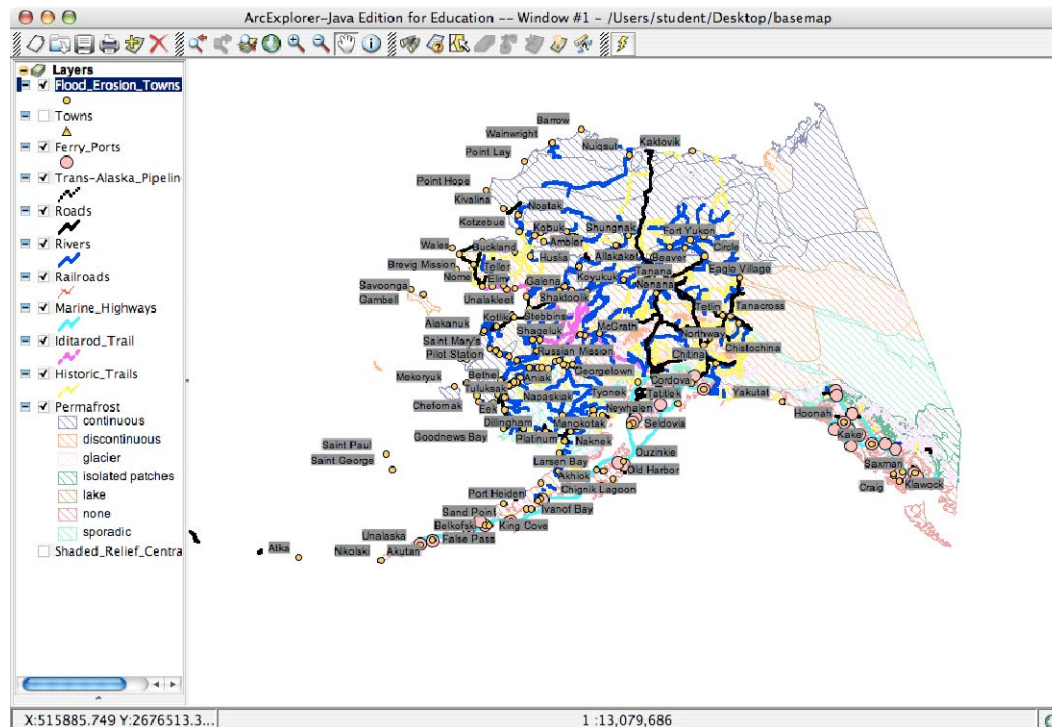 ArcExplorer-Java Edition for Education -- Window #1 - /Users/student/Desktop/basemap
Layers
Flood_Erosion_Towns
Towns
Ferry_Ports
Trans-Alaska_Pipelin
Roads
Rivers
Railroads
Marine_Highways
Iditarod_Trail
Historic_Trails
Permafrost
continuous
discontinuous
glacier
isolated patches
lake
none
sporadic
Shaded_Relief_Centra
Barrow
Wainwright
Nuiqsut
Kaktovik
Point Lay
Point Hope
Kivalina
Noatak
Kotzebue
Kobuk
Shungnak
Fort Yukon
Wales
Buckland
Ambler
Circle
Brevig Mission
Teller
Huslia
Allakaket
Beaver
Nome
Elim
Galena
Koyukuk
Tanana
Eagle Village
Savoonga
Nenana
Gambell
Unalakleet
Shaktoolik
Tetlin
Tanacross
Alakanuk
Kotlik
Stebbins
McGrath
Saint Mary's
Shageluk
Northway
Pilot Station
Russian Mission
Chitina
Chistochina
Mekoryuk
Bethel
Aniak
Georgetown
Cordova
Tuluksak
Tyonek
Tatitlek
Yakutat
Chefornak
Eek
Napaskiak
Newhalen
Hoonah
Dillingham
Manokotak
Seldovia
Kake
Goodnews Bay
Platinum
Naknek
Saint Paul
Ouzinkie
Saxman
Saint George
Larsen Bay
Old Harbor
Akhiok
Craig
Klawock
Port Heiden
Chignik Lagoon
Sand Point
Ivanof Bay
Belkofski
King Cove
Unalaska
False Pass
Atka
Nikolski
Akutan
X:515885.749 Y:2676513.3...
1 :13,079,686